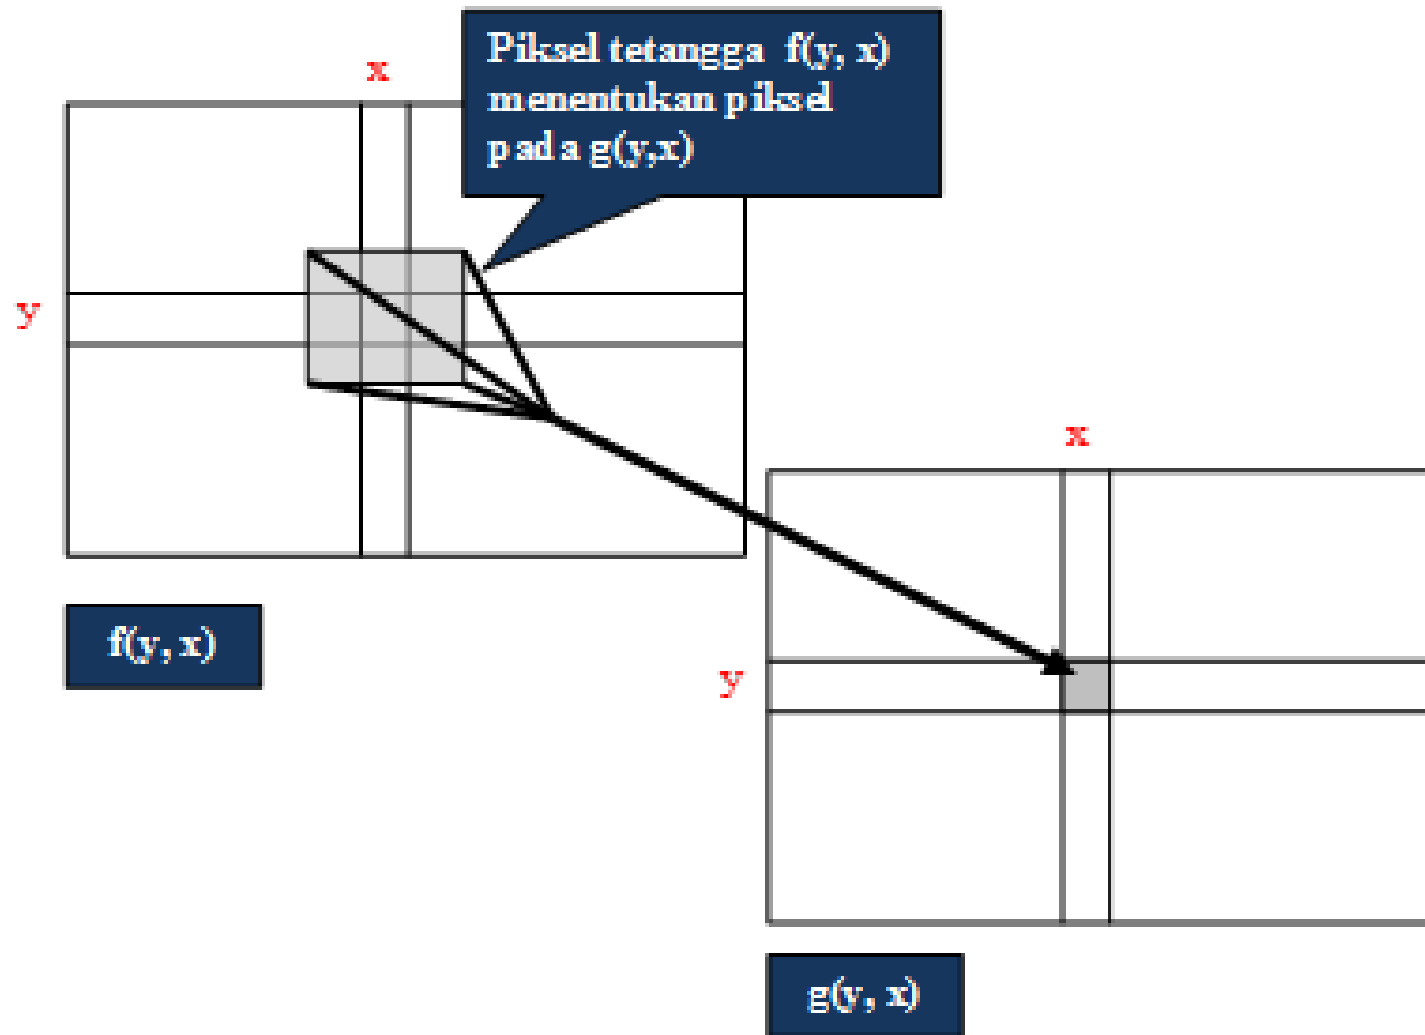 Piksel tetangga f(y, x)
menentukan piksel
pada g(y,x)
x
y
f(y, x)
x
y
g(y, x)